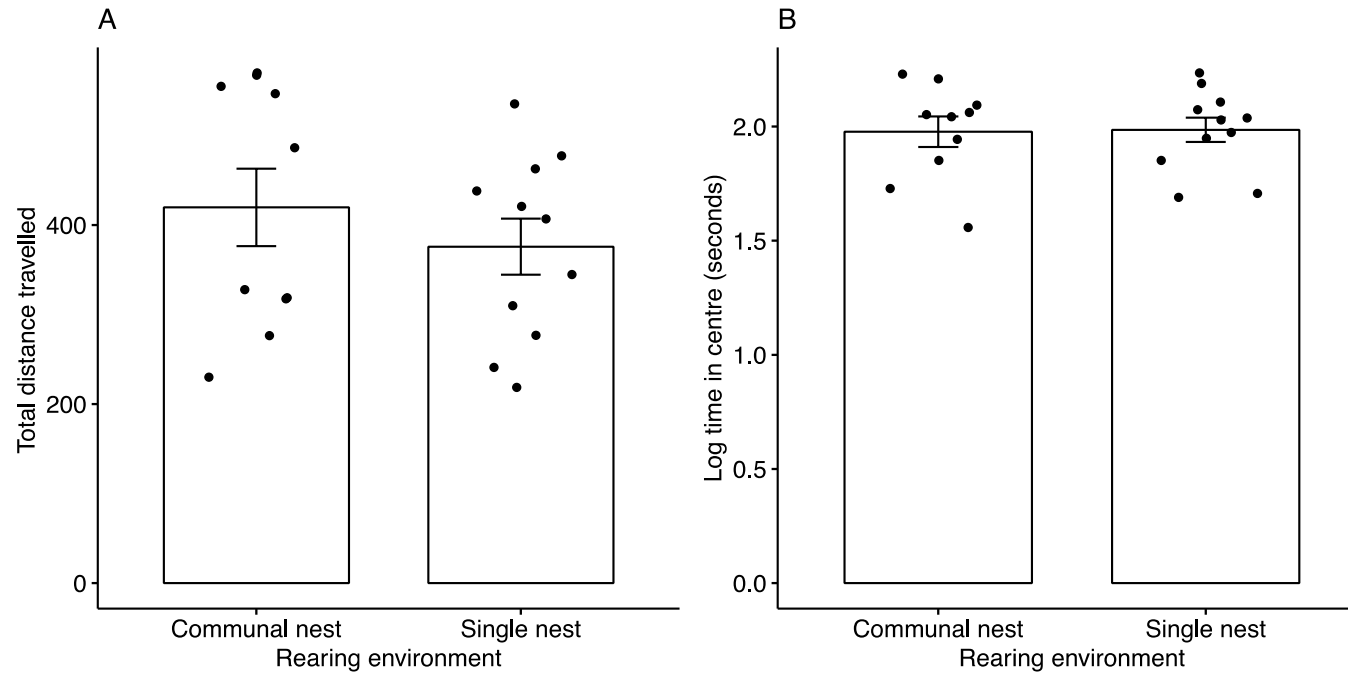 A
Total distance travelled
400
200
0
Communal nest
Single nest
Rearing environment
B
Log time in centre (seconds)
2.0
1.5
1.0
0.5
0.0
Communal nest
Single nest
Rearing environment